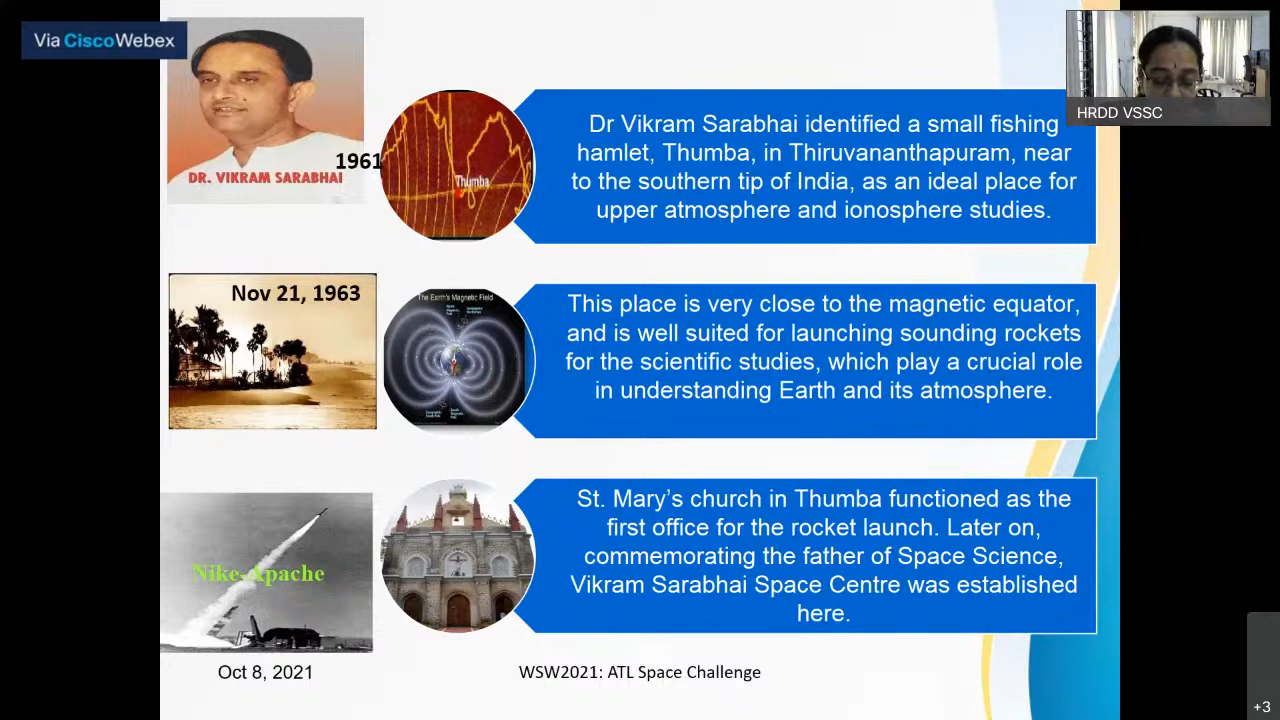 Via Cisco Webex
HRDD VSSC
1961
DR. VIKRAM SARABHAI
Thumba
Dr Vikram Sarabhai identified a small fishing
hamlet, Thumba, in Thiruvananthapuram, near
to the southern tip of India, as an ideal place for
upper atmosphere and ionosphere studies.
Nov 21, 1963
The Earth's Magnetic Field
This place is very close to the magnetic equator,
and is well suited for launching sounding rockets
for the scientific studies, which play a crucial role
in understanding Earth and its atmosphere.
Nike-Apache
St. Mary’s church in Thumba functioned as the
first office for the rocket launch. Later on,
commemorating the father of Space Science,
Vikram Sarabhai Space Centre was established
here.
Oct 8, 2021
WSW2021: ATL Space Challenge
+3